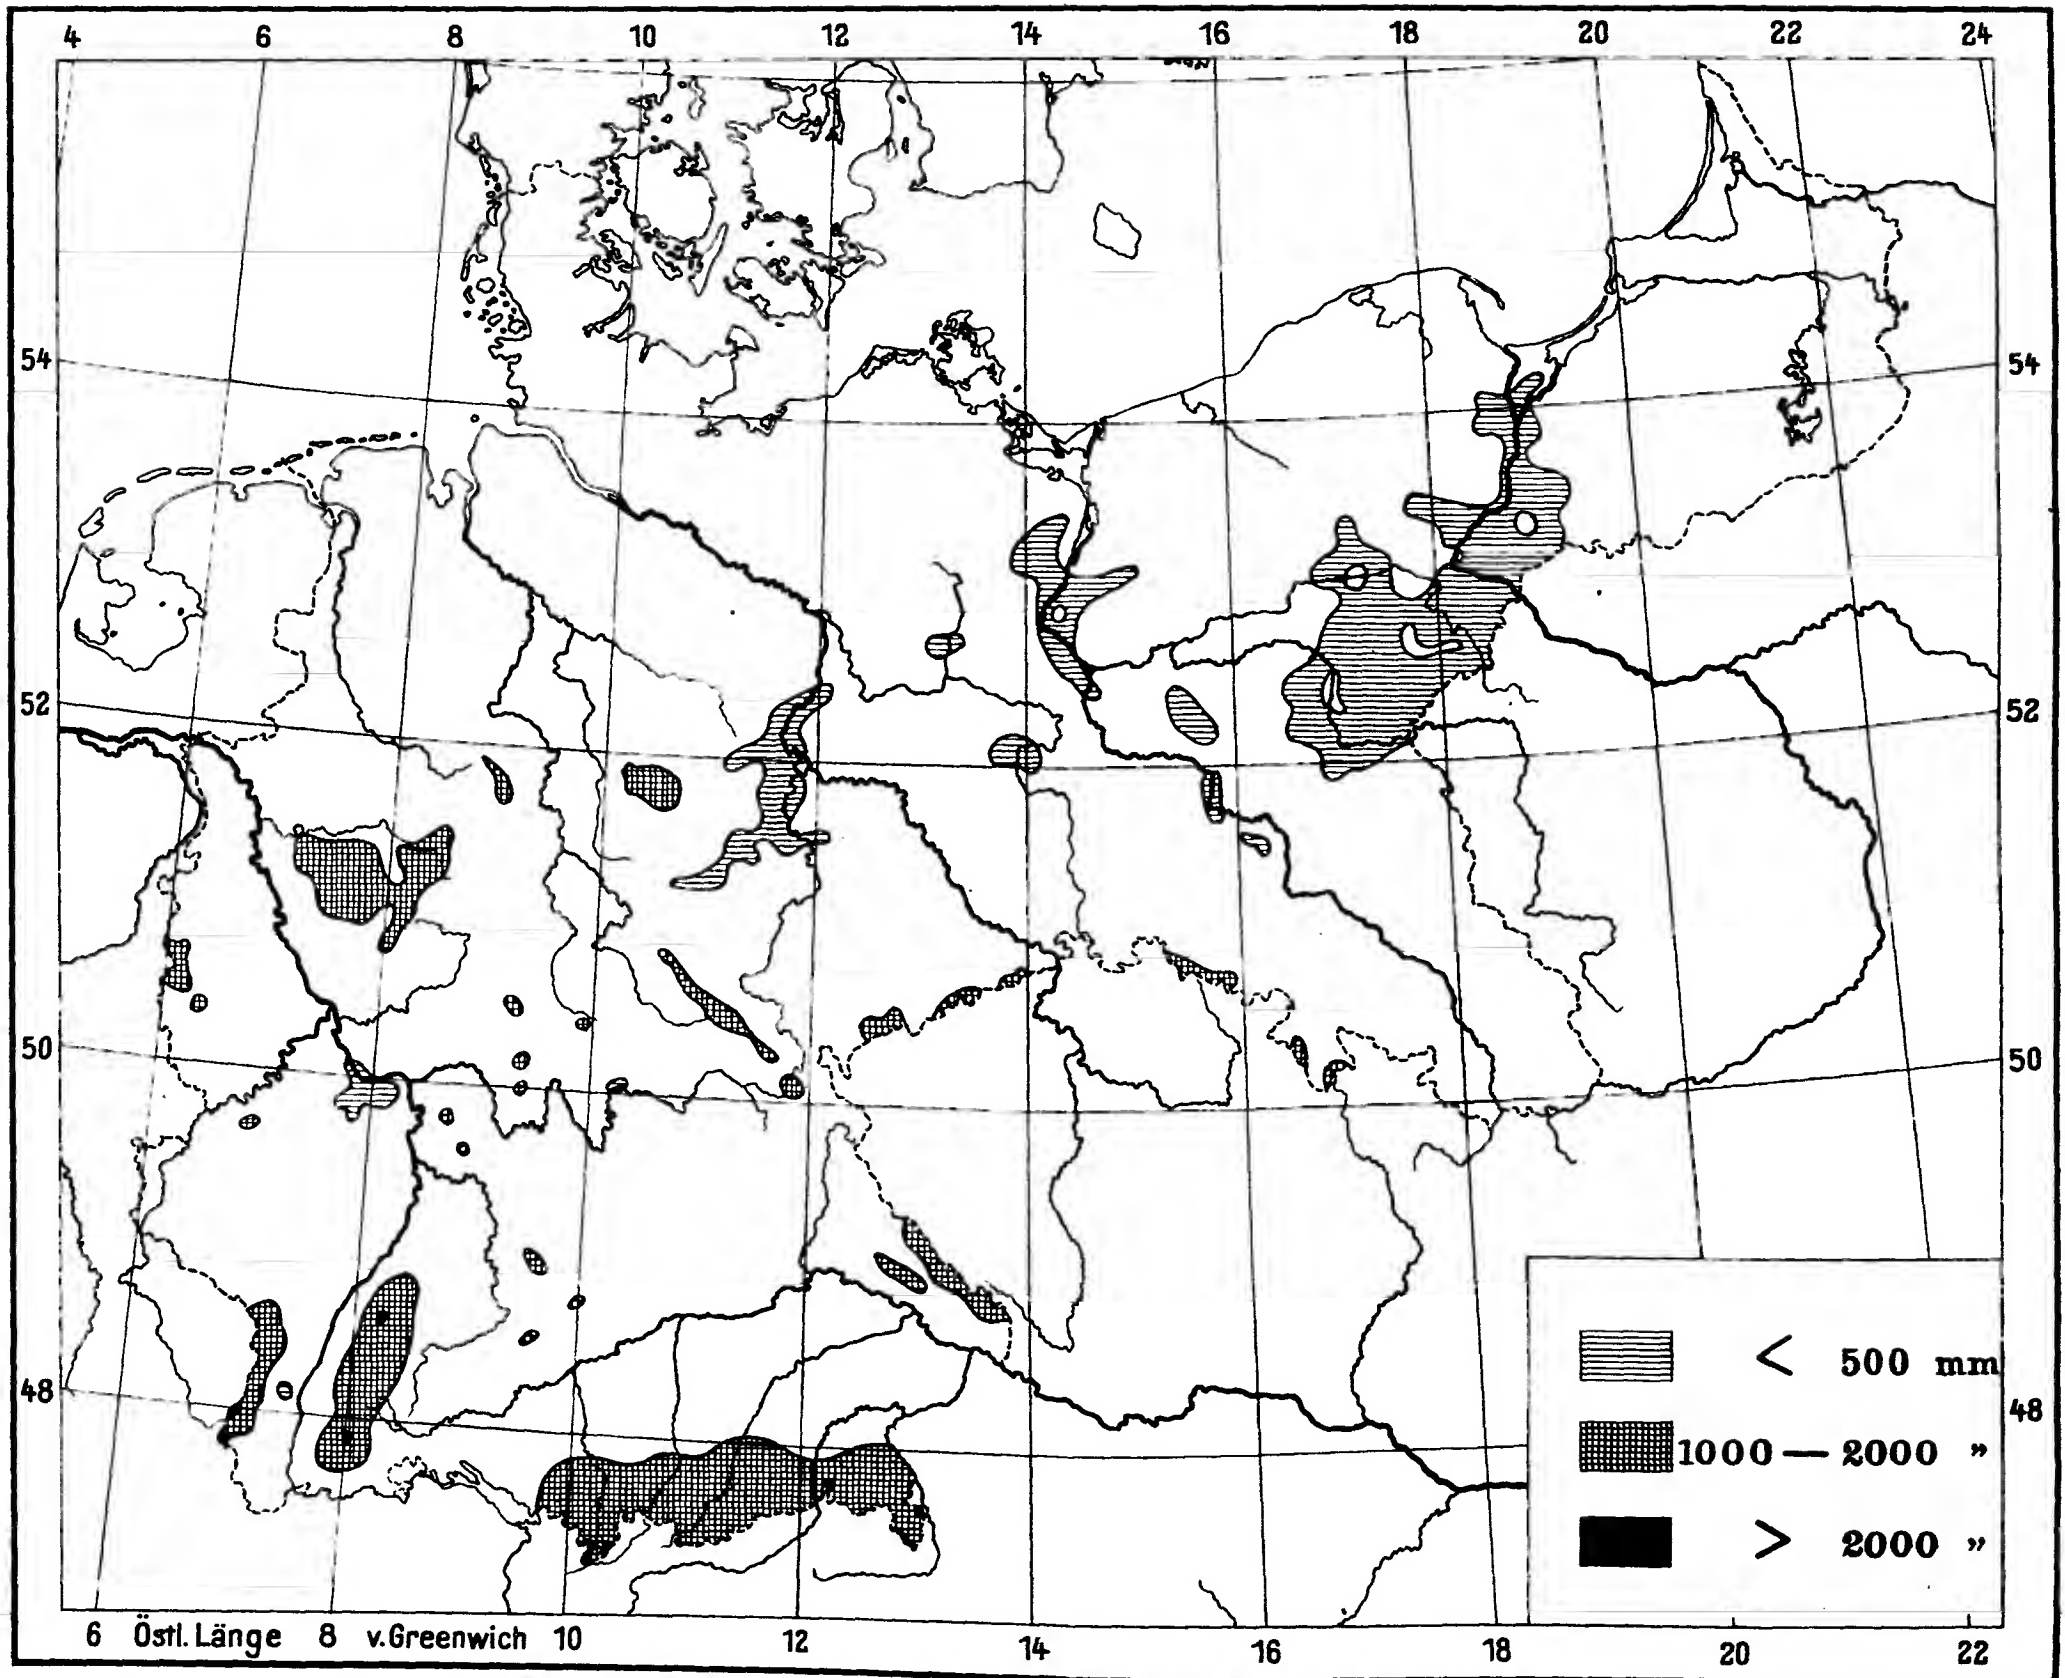 4 6 8 10 12 14 16 18 20 22 24
54 54
52 52
50 50
48 48
< 500 mm
1000 — 2000 "
> 2000 "
6 Östl. Länge 8 v. Greenwich 10 12 14 16 18 20 22